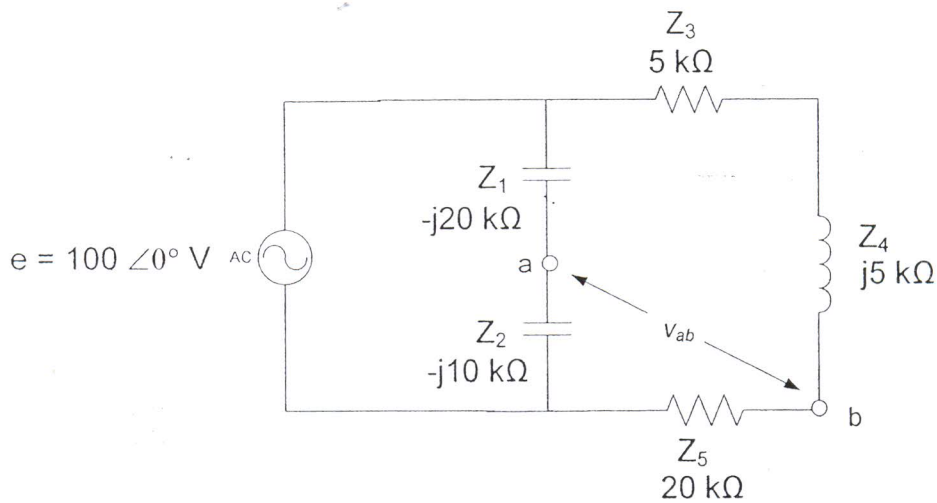 Z3
5 kΩ
Z1
-j20 kΩ
e = 100 ∠0° V
AC
a
Z4
j5 kΩ
Z2
-j10 kΩ
vab
b
Z5
20 kΩ